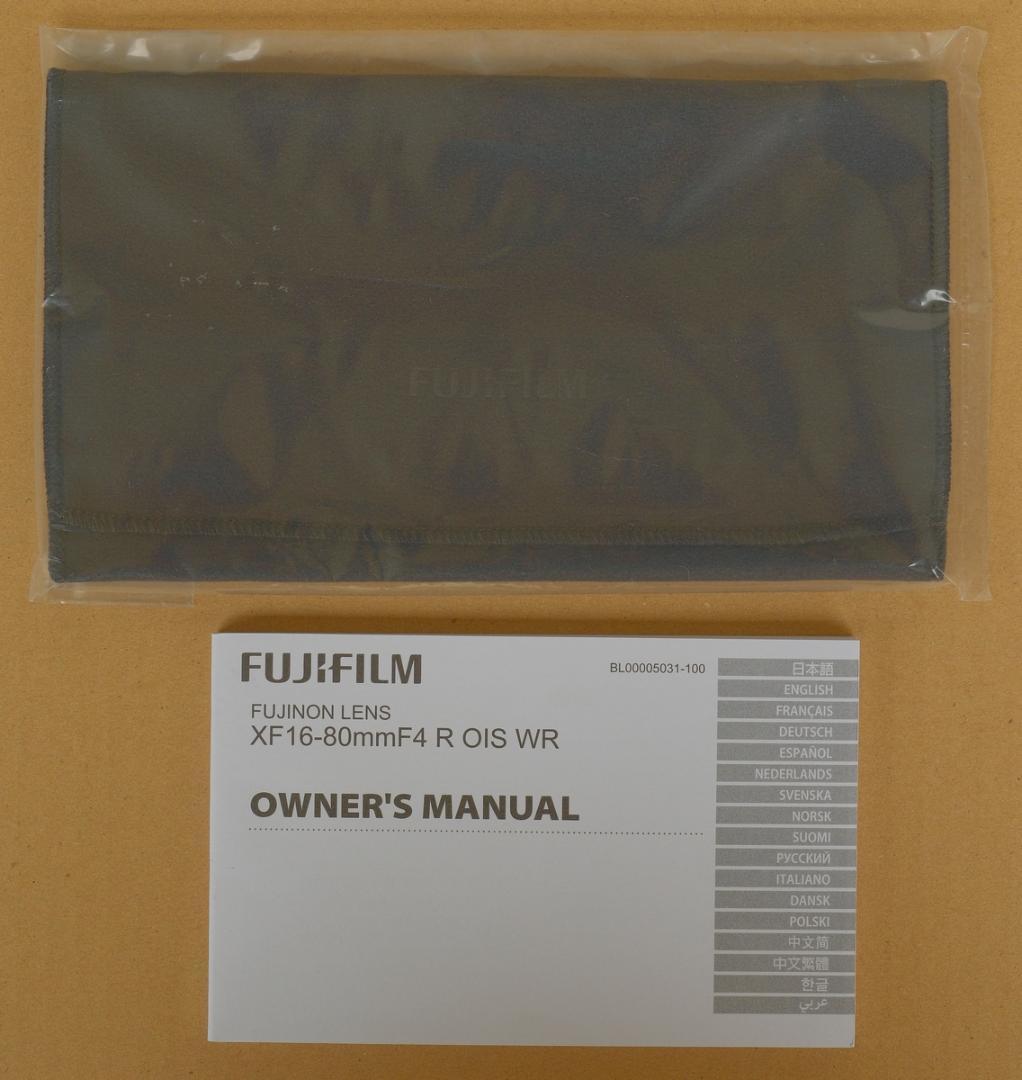 FUJIFILM
FUJIFILM
BL00005031-100
FUJINON LENS
XF16-80mmF4 R OIS WR
OWNER'S MANUAL
日本語
ENGLISH
FRANÇAIS
DEUTSCH
ESPAÑOL
NEDERLANDS
SVENSKA
NORSK
SUOMI
РУССКИЙ
ITALIANO
DANSK
POLSKI
中文简
中文繁體
한글
عربي